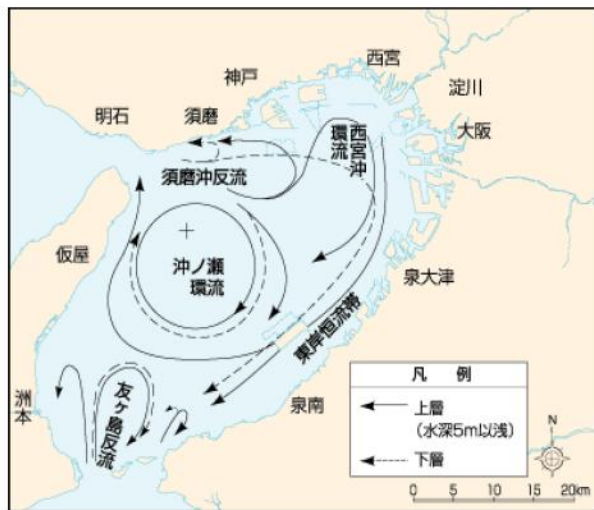 西宮
神戸
淀川
明石
須磨
大阪
西宮沖
環流
須磨沖反流
仮屋
沖ノ瀬
環流
泉大津
東岸恒流帯
友ヶ島反流
洲本
泉南
凡 例
上層
(水深5m以浅)
下層
N
0 5 10 15 20km